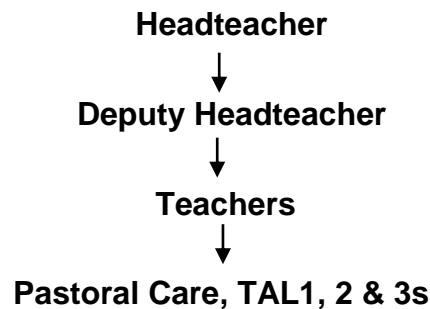 Headteacher
Deputy Headteacher
Teachers
Pastoral Care, TAL1, 2 & 3s